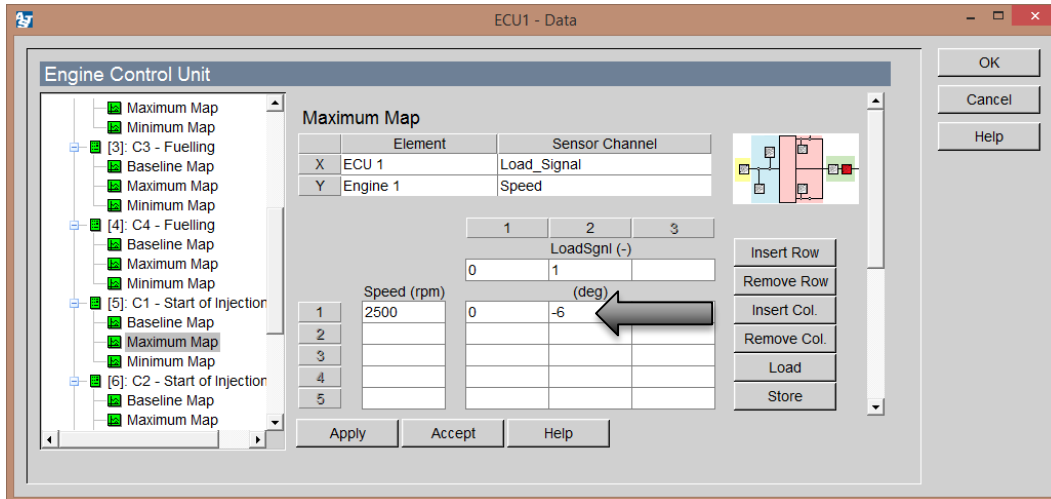 ECU1 - Data
Engine Control Unit
OK
Cancel
Help
Maximum Map
Minimum Map
[3]: C3 - Fuelling
Baseline Map
Maximum Map
Minimum Map
[4]: C4 - Fuelling
Baseline Map
Maximum Map
Minimum Map
[5]: C1 - Start of Injection
Baseline Map
Maximum Map
Minimum Map
[6]: C2 - Start of Injection
Baseline Map
Maximum Map
Maximum Map
Element Sensor Channel
X ECU 1 Load_Signal
Y Engine 1 Speed
1 2 3
LoadSgnl (-)
0 1
Speed (rpm) (deg)
1 2500 0 -6
2
3
4
5
Insert Row
Remove Row
Insert Col.
Remove Col.
Load
Store
Apply Accept Help